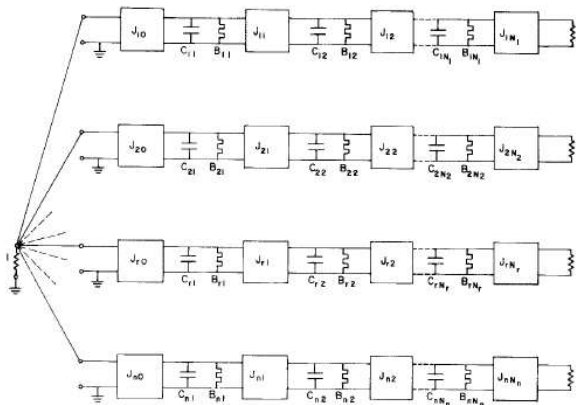 J10 J11 J12 J1N1
C11 B11 C12 B12 C1N1 B1N1
J20 J21 J22 J2N2
C21 B21 C22 B22 C2N2 B2N2
1
Jr0 Jr1 Jr2 JrNr
Cr1 Br1 Cr2 Br2 CrNr BrNr
Jn0 Jn1 Jn2 JnNn
Cn1 Bn1 Cn2 Bn2 CnNn BnNn